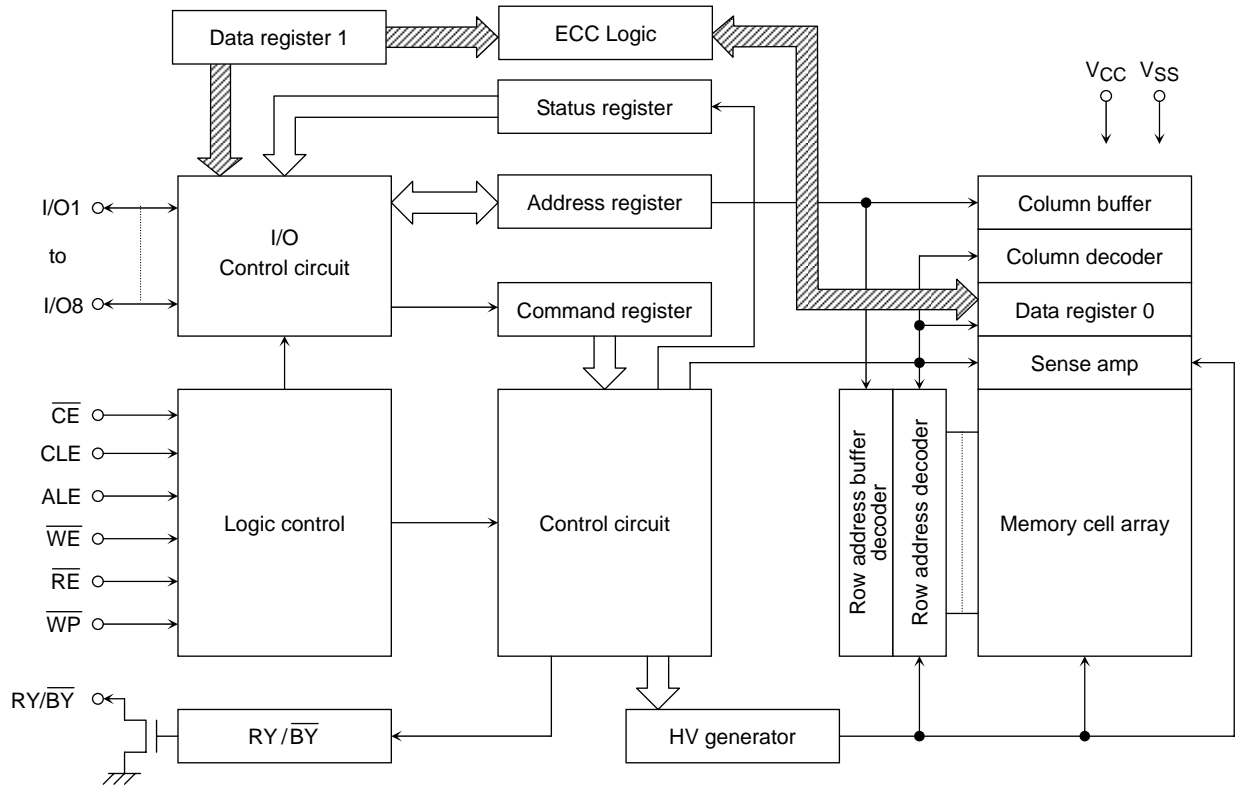 Data register 1
ECC Logic
VCC
VSS
Status register
I/O1
to
I/O8
I/O
Control circuit
Address register
Column buffer
Column decoder
Command register
Data register 0
Sense amp
CE
CLE
ALE
WE
RE
WP
Logic control
Control circuit
Row address buffer
decoder
Row address decoder
Memory cell array
RY/BY
RY/BY
HV generator